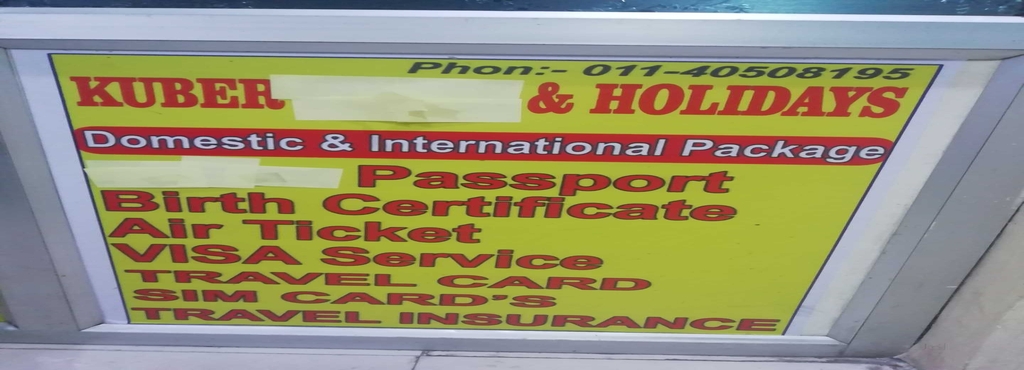 Phon:- 011-40508195
KUBER & HOLIDAYS
Domestic & International Package
Passport
Birth Certificate
Air Ticket
VISA Service
TRAVEL CARD
SIM CARD'S
TRAVEL INSURANCE